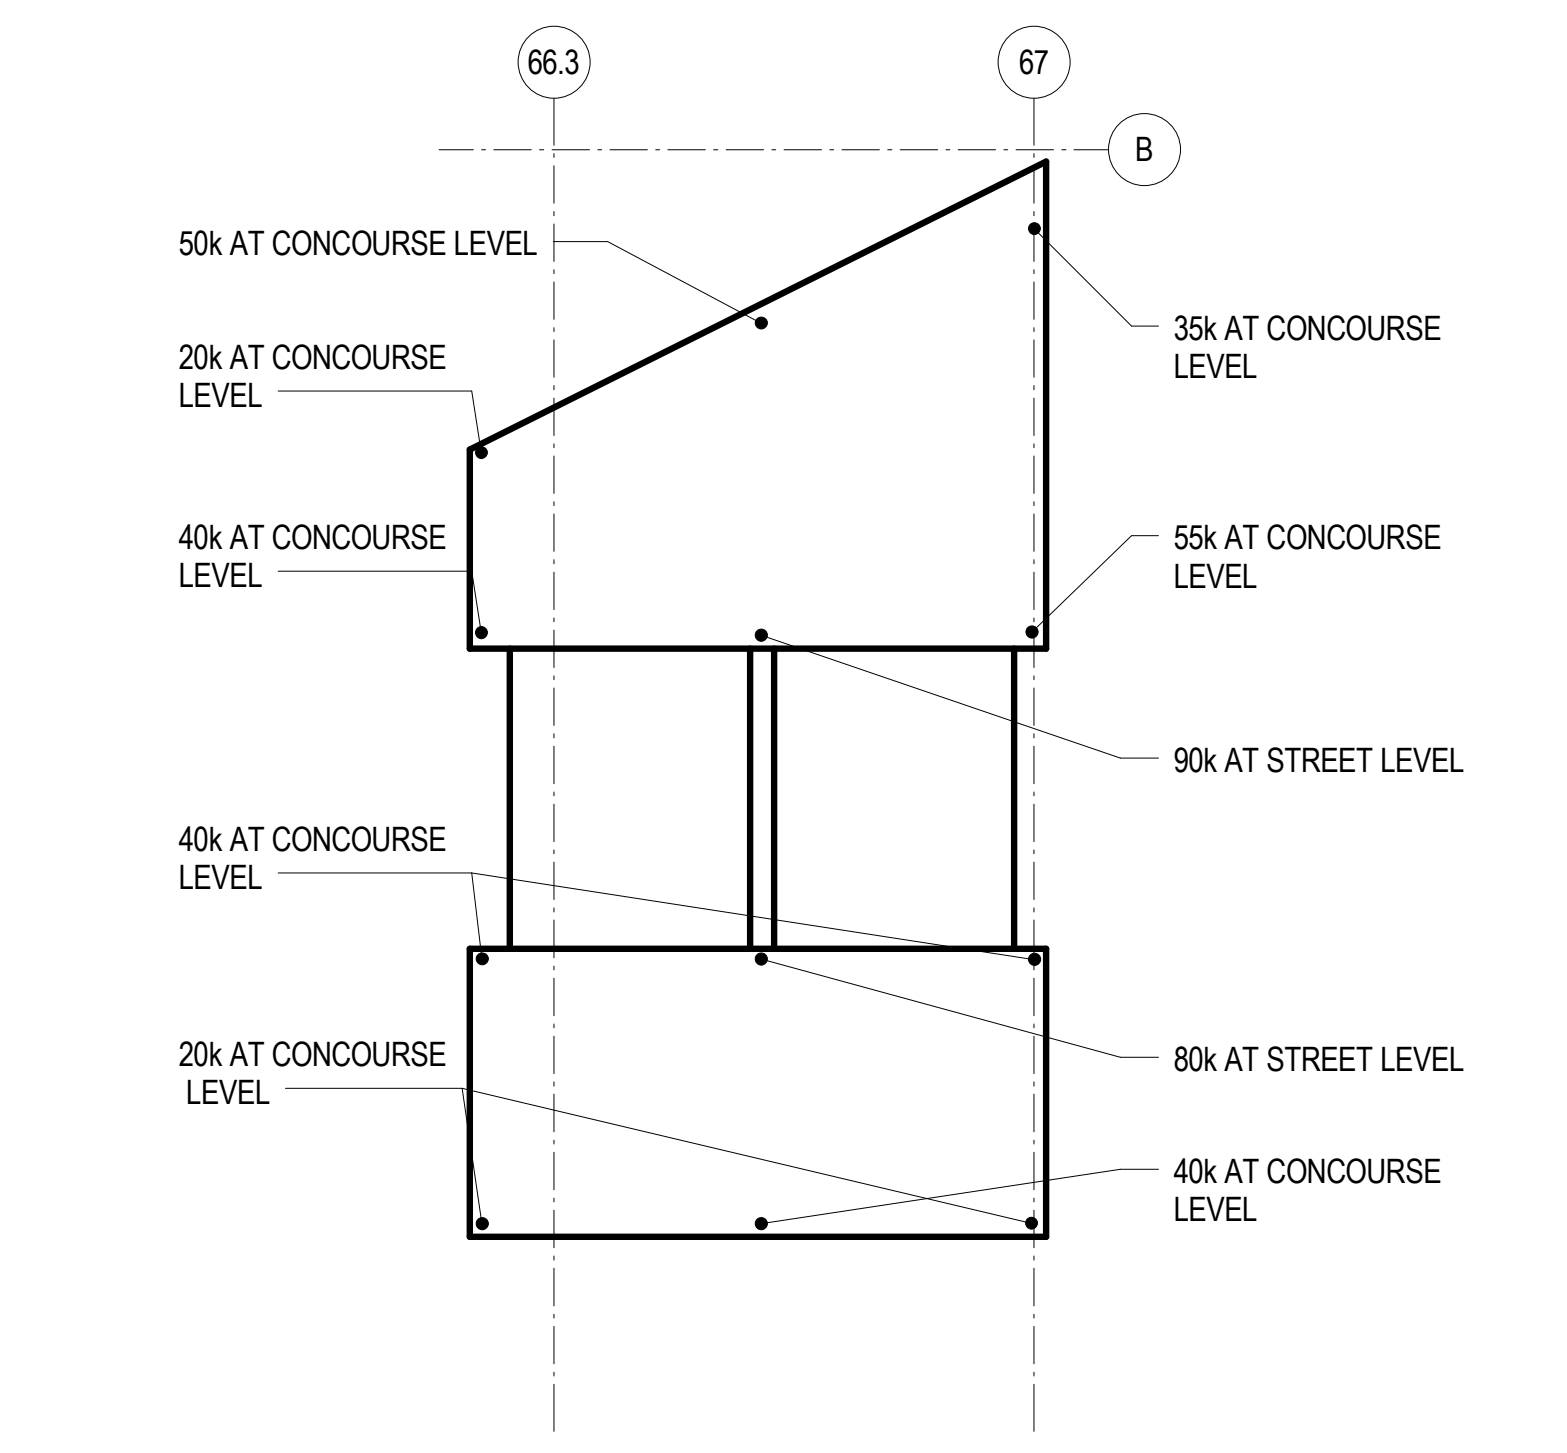 66.3
67
B
50k AT CONCOURSE LEVEL
35k AT CONCOURSE
LEVEL
20k AT CONCOURSE
LEVEL
40k AT CONCOURSE
LEVEL
55k AT CONCOURSE
LEVEL
90k AT STREET LEVEL
40k AT CONCOURSE
LEVEL
20k AT CONCOURSE
LEVEL
80k AT STREET LEVEL
40k AT CONCOURSE
LEVEL